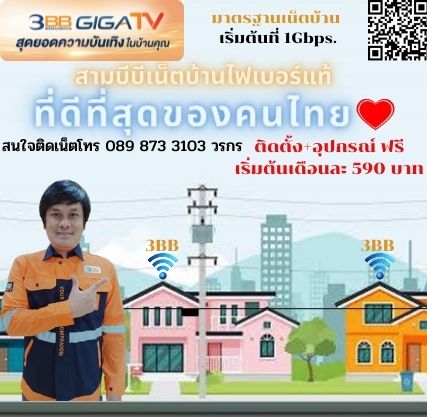 3BB GIGATV
BROADBAND
สุดยอดความบันเทิง ในบ้านคุณ
มาตรฐานเน็ตบ้าน
เริ่มต้นที่ 1Gbps.
สามบีบีเน็ตบ้านไฟเบอร์แท้
ที่ดีที่สุดของคนไทย
สนใจติดเน็ตโทร 089 873 3103 วรกร
ติดตั้ง+อุปกรณ์ ฟรี
เริ่มต้นเดือนละ 590 บาท
3BB
3BB
3BB